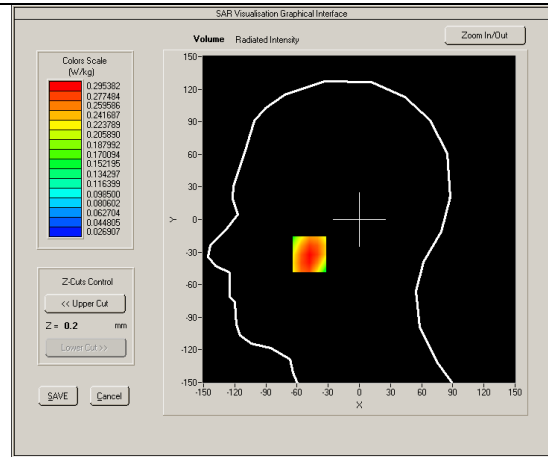 SAR Visualisation Graphical Interface
Volume Radiated Intensity
Zoom In/Out
Colors Scale
(W/kg)
0.295382
0.277484
0.259586
0.241687
0.223789
0.205890
0.187992
0.170094
0.152195
0.134297
0.116399
0.098500
0.080602
0.062704
0.044805
0.026907
Z-Cuts Control
<< Upper Cut
Z = 0.2 mm
Lower Cut >>
SAVE Cancel
150-
120-
90-
60-
30-
Y 0-
-30-
-60-
-90-
-120-
-150-
-150 -120 -90 -60 -30 0 30 60 90 120 150
X